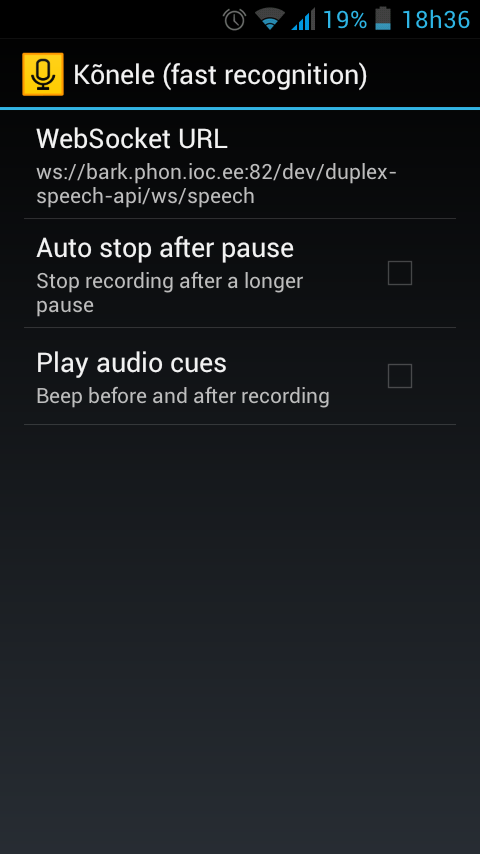 19% 18h36
Kõnele (fast recognition)
WebSocket URL
ws://bark.phon.ioc.ee:82/dev/duplex-
speech-api/ws/speech
Auto stop after pause
Stop recording after a longer
pause
Play audio cues
Beep before and after recording